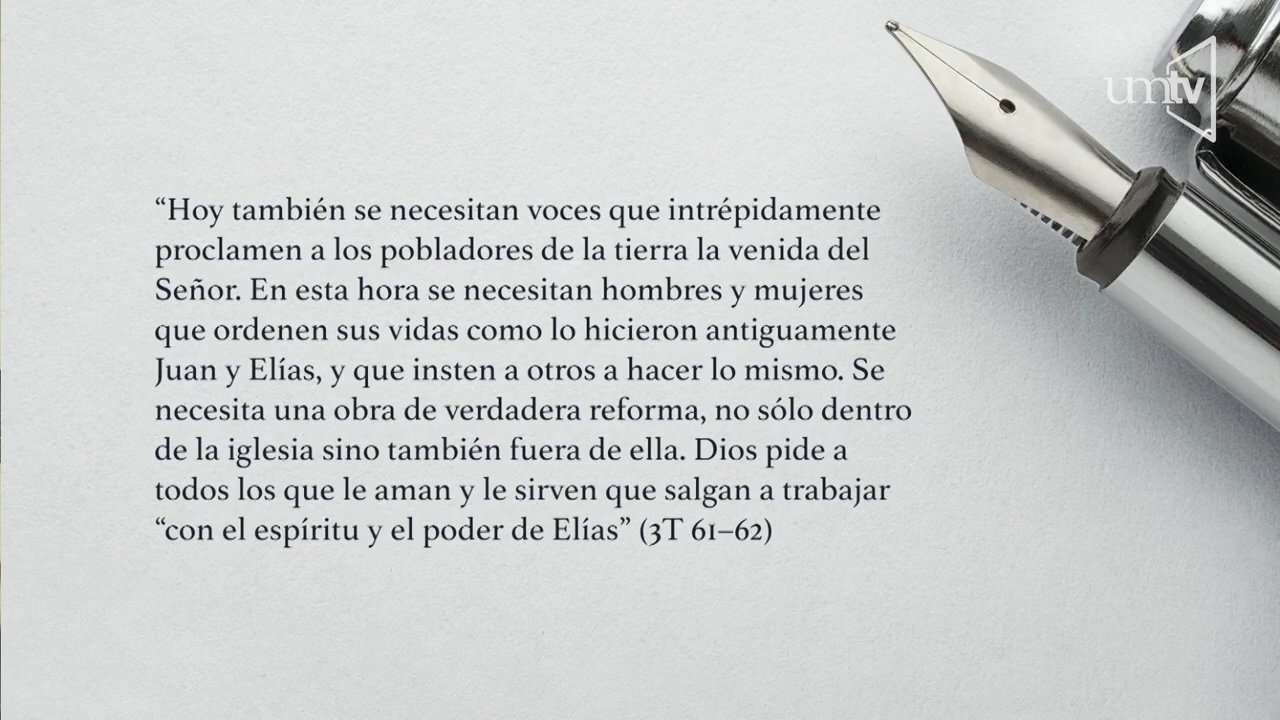 umtv
“Hoy también se necesitan voces que intrépidamente
proclamen a los pobladores de la tierra la venida del
Señor. En esta hora se necesitan hombres y mujeres
que ordenen sus vidas como lo hicieron antiguamente
Juan y Elías, y que insten a otros a hacer lo mismo. Se
necesita una obra de verdadera reforma, no sólo dentro
de la iglesia sino también fuera de ella. Dios pide a
todos los que le aman y le sirven que salgan a trabajar
“con el espíritu y el poder de Elías” (3T 61–62)